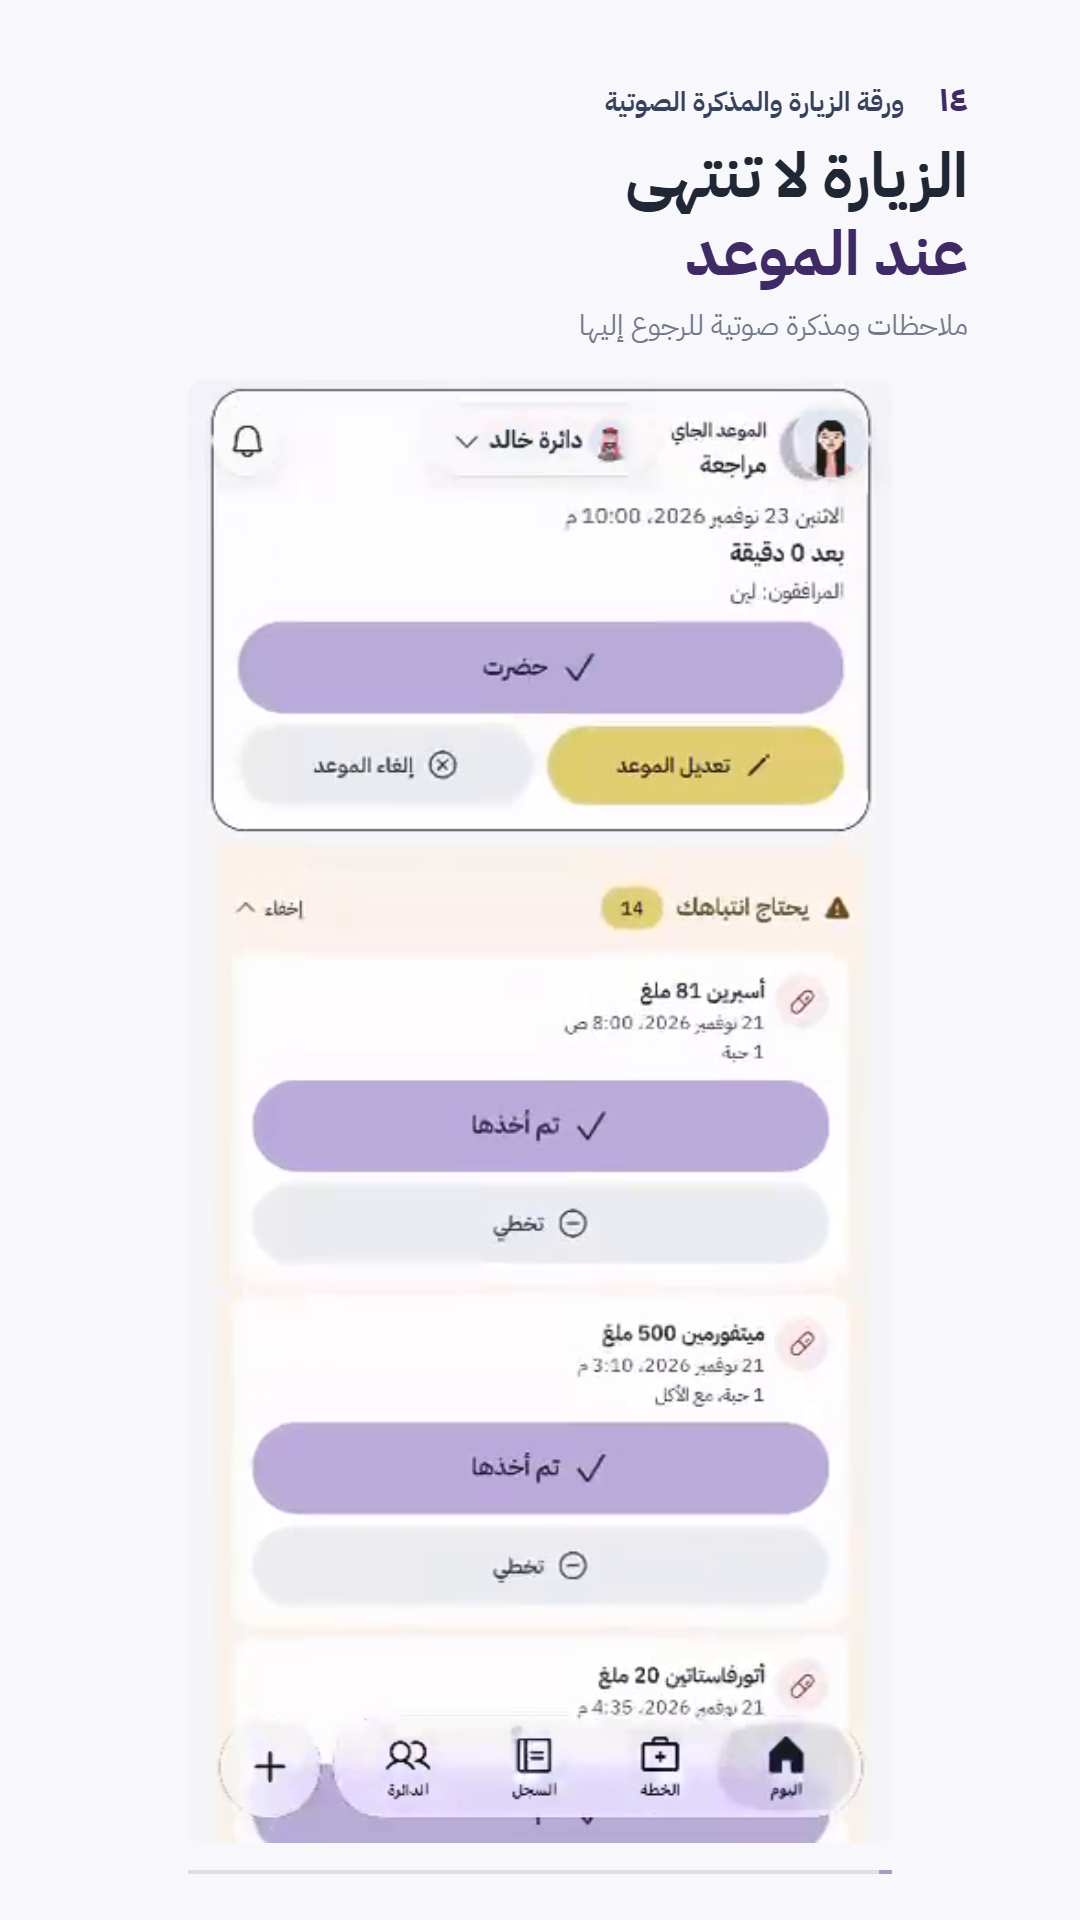 ١٤ ورقة الزيارة والمذكرة الصوتية
الزيارة لا تنتهى
عند الموعد
ملاحظات ومذكرة صوتية للرجوع إليها
الموعد الجاي
مراجعة
دائرة خالد
الاثنين 23 نوفمبر 2026، 10:00 م
بعد 0 دقيقة
المرافقون: لين
حضرت
تعديل الموعد
إلغاء الموعد
يحتاج انتباهك 14
إخفاء
أسبرين 81 ملغ
21 نوفمبر 2026، 8:00 ص
1 حبة
تم أخذها
تخطي
ميتفورمين 500 ملغ
21 نوفمبر 2026، 3:10 م
1 حبة، مع الأكل
تم أخذها
تخطي
أتورفاستاتين 20 ملغ
21 نوفمبر 2026، 4:35 م
اليوم
الخطة
السجل
الدائرة